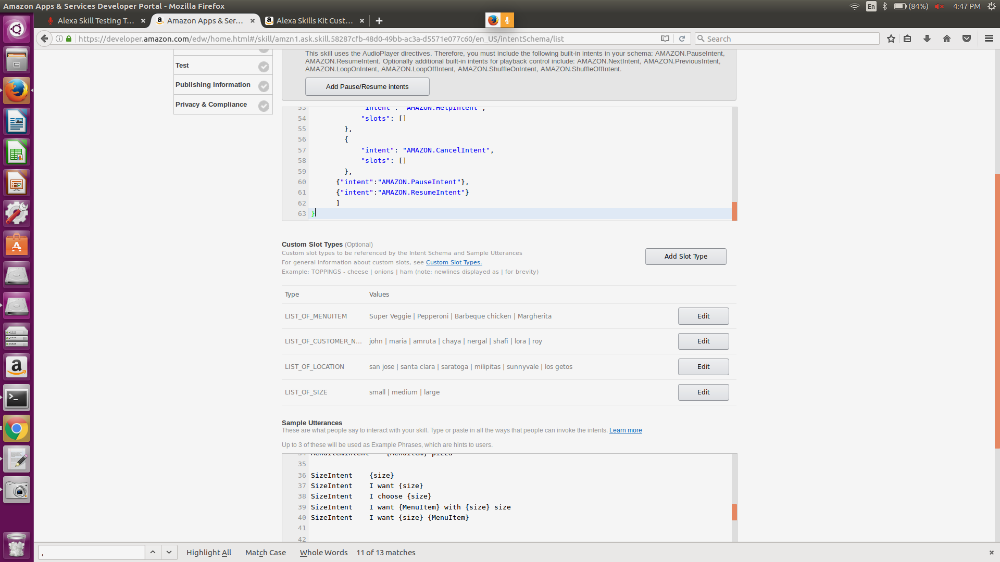 Amazon Apps & Services Developer Portal - Mozilla Firefox
En
(84%)
4:47 PM
Alexa Skill Testing T...
Amazon Apps & Ser...
Alexa Skills Kit Cust...
https://developer.amazon.com/edw/home.html#/skill/amzn1.ask.skill.58287cfb-48d0-49bb-ac3a-d5571e077c60/en_US/intentSchema/list
Search
Test
Publishing Information
Privacy & Compliance
This skill uses the AudioPlayer directives. Therefore, you must include the following built-in intents in your schema: AMAZON.PauseIntent,
AMAZON.ResumeIntent. Optionally additional built-in intents for playback control include: AMAZON.NextIntent, AMAZON.PreviousIntent,
AMAZON.LoopOnIntent, AMAZON.LoopOffIntent, AMAZON.ShuffleOnIntent, AMAZON.ShuffleOffIntent.
Add Pause/Resume intents
53 "intent": "AMAZON.HelpIntent",
54 "slots": []
55 },
56 {
57 "intent": "AMAZON.CancelIntent",
58 "slots": []
59 },
60 {"intent":"AMAZON.PauseIntent"},
61 {"intent":"AMAZON.ResumeIntent"}
62 ]
63 }
Custom Slot Types (Optional)
Custom slot types to be referenced by the Intent Schema and Sample Utterances
For general information about custom slots, see Custom Slot Types.
Example: TOPPINGS - cheese | onions | ham (note: newlines displayed as | for brevity)
Add Slot Type
Type Values
LIST_OF_MENUITEM Super Veggie | Pepperoni | Barbeque chicken | Margherita Edit
LIST_OF_CUSTOMER_N... john | maria | amruta | chaya | nergal | shafi | lora | roy Edit
LIST_OF_LOCATION san jose | santa clara | saratoga | milipitas | sunnyvale | los getos Edit
LIST_OF_SIZE small | medium | large Edit
Sample Utterances
These are what people say to interact with your skill. Type or paste in all the ways that people can invoke the intents. Learn more
Up to 3 of these will be used as Example Phrases, which are hints to users.
34 MenuItemIntent {MenuItem} pizza
35
36 SizeIntent {size}
37 SizeIntent I want {size}
38 SizeIntent I choose {size}
39 SizeIntent I want {MenuItem} with {size} size
40 SizeIntent I want {size} {MenuItem}
41
42
, Highlight All Match Case Whole Words 11 of 13 matches